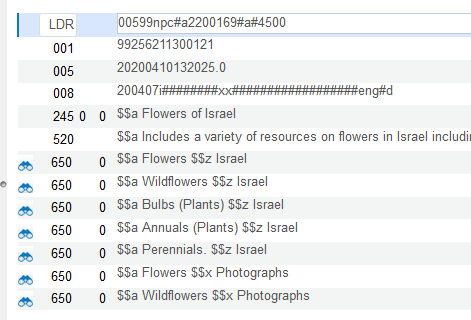 LDR 00599npc#a2200169#a#4500
001 99256211300121
005 20200410132025.0
008 200407i########xx##################eng#d
245 0 0 $$a Flowers of Israel
520 $$a Includes a variety of resources on flowers in Israel includin
650 0 $$a Flowers $$z Israel
650 0 $$a Wildflowers $$z Israel
650 0 $$a Bulbs (Plants) $$z Israel
650 0 $$a Annuals (Plants) $$z Israel
650 0 $$a Perennials. $$z Israel
650 0 $$a Flowers $$x Photographs
650 0 $$a Wildflowers $$x Photographs